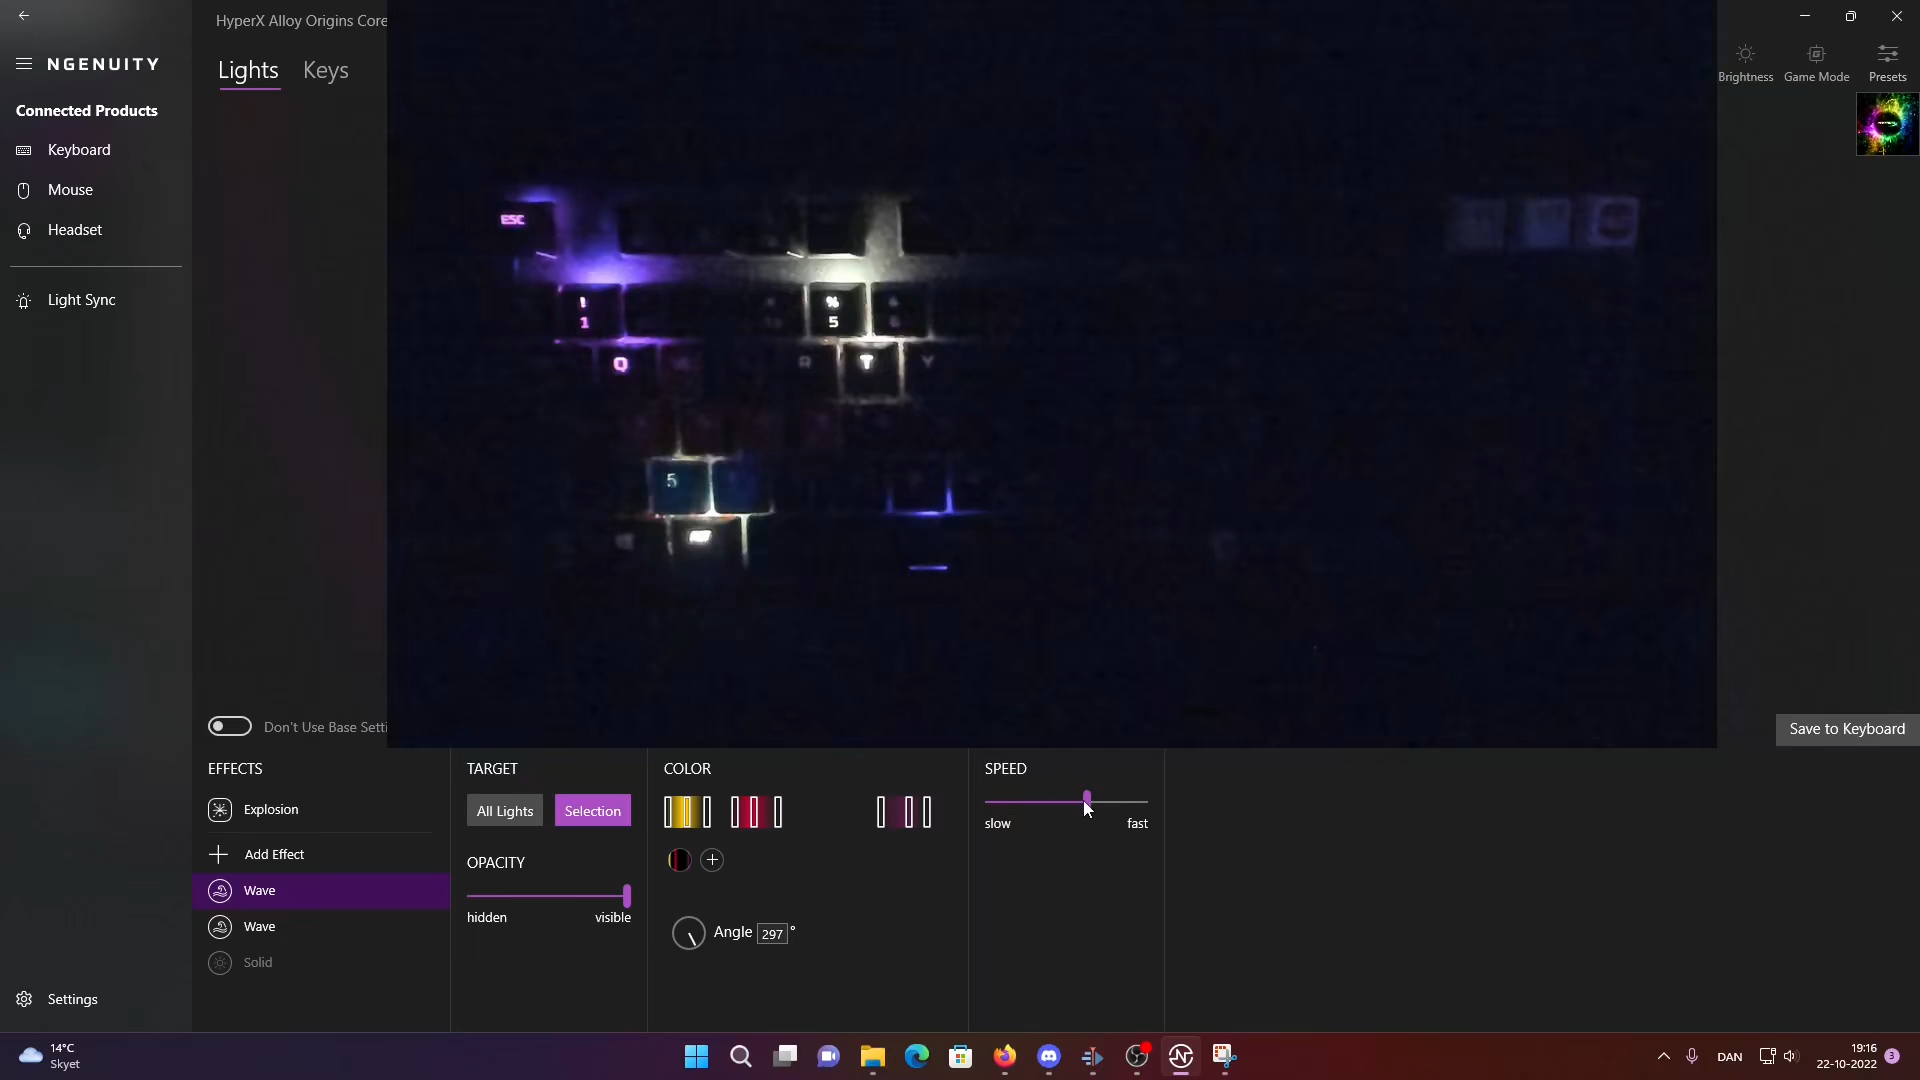 HyperX Alloy Origins Core
NGENUITY
Lights
Keys
Brightness
Game Mode
Presets
Connected Products
Keyboard
Mouse
Headset
Light Sync
ESC
!
1
%
5
6
Q
R
T
Y
5
Don't Use Base Setti
Save to Keyboard
EFFECTS
Explosion
Add Effect
Wave
Wave
Solid
TARGET
All Lights
Selection
OPACITY
hidden
visible
COLOR
Angle 297 °
SPEED
slow
fast
Settings
14°C
Skyet
DAN
19:16
22-10-2022
3